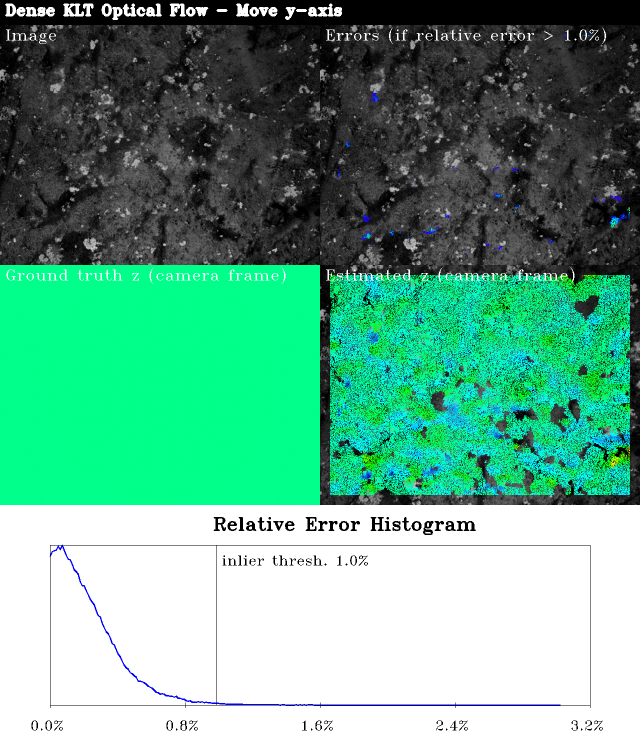 Dense KLT Optical Flow - Move y-axis
Image
Errors (if relative error > 1.0%)
Ground truth z (camera frame)
Estimated z (camera frame)
Relative Error Histogram
inlier thresh. 1.0%
0.0%
0.8%
1.6%
2.4%
3.2%